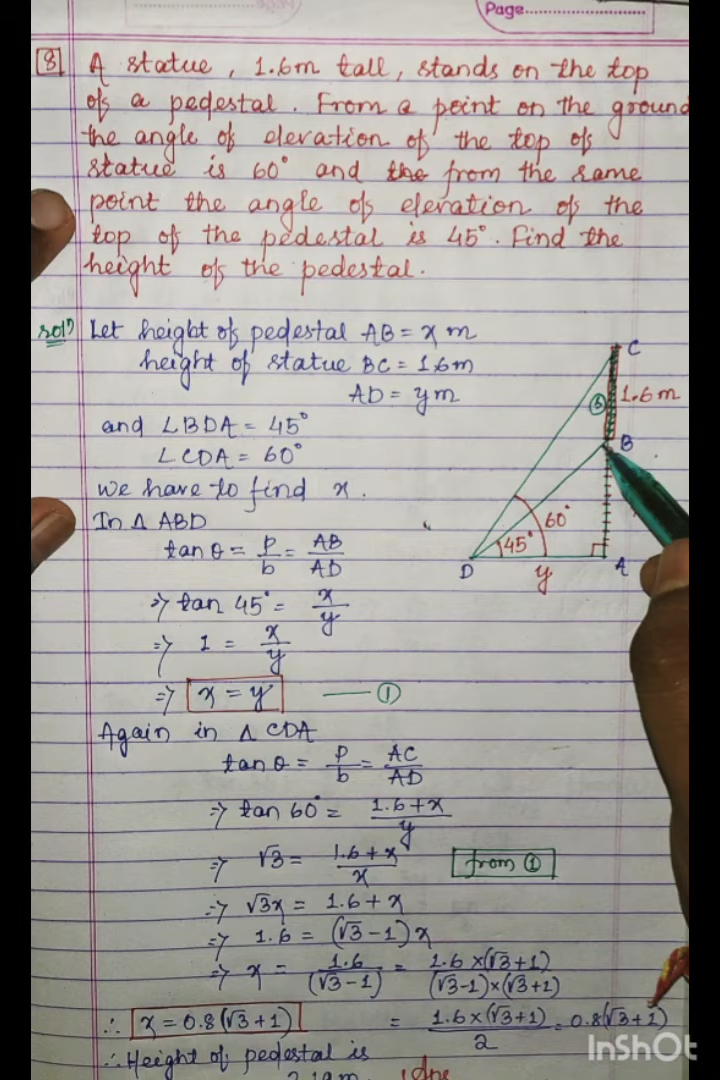 Page
[8] A statue, 1.6m tall, stands on the top
of a pedestal. From a point on the ground
the angle of elevation of the top of
statue is 60° and the from the same
point the angle of elevation of the
top of the pedestal is 45°. Find the
height of the pedestal.
Let height of pedestal AB = x m
height of statue BC = 1.6m
AD = y m
and ∠BDA = 45°
∠CDA = 60°
we have to find x.
In Δ ABD
tan θ = P/b = AB/AD
⇒ tan 45° = x/y
⇒ 1 = x/y
⇒ x = y — ①
Again in Δ CDA
tan θ = P/b = AC/AD
⇒ tan 60° = 1.6+x/y
⇒ √3 = 1.6+x/x from ①
⇒ √3x = 1.6 + x
⇒ 1.6 = (√3-1)x
⇒ x = 1.6/(√3-1) = 1.6×(√3+1)/(√3-1)×(√3+1)
∴ x = 0.8(√3+1) = 1.6×(√3+1)/2 = 0.8(√3+1)
∴ Height of pedestal is
Ans
C
1.6m
B
60°
45°
D
y
A
InShOt